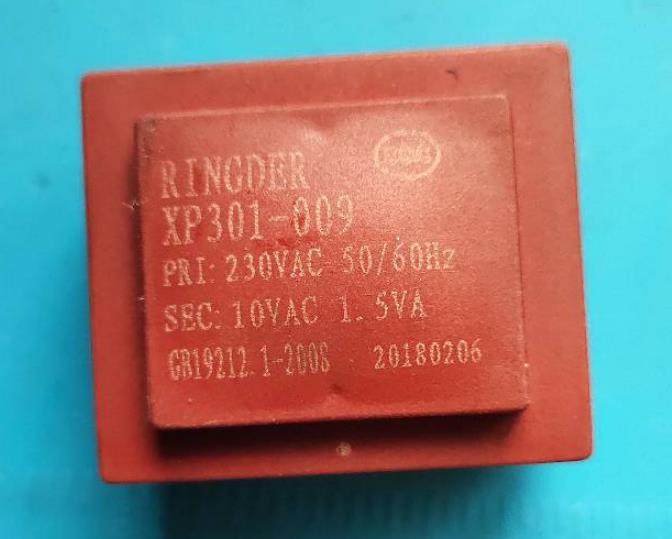 RINGDER
XP301-009
PRI: 230VAC 50/60Hz
SEC: 10VAC 1.5VA
GB19212.1-2008 20180206